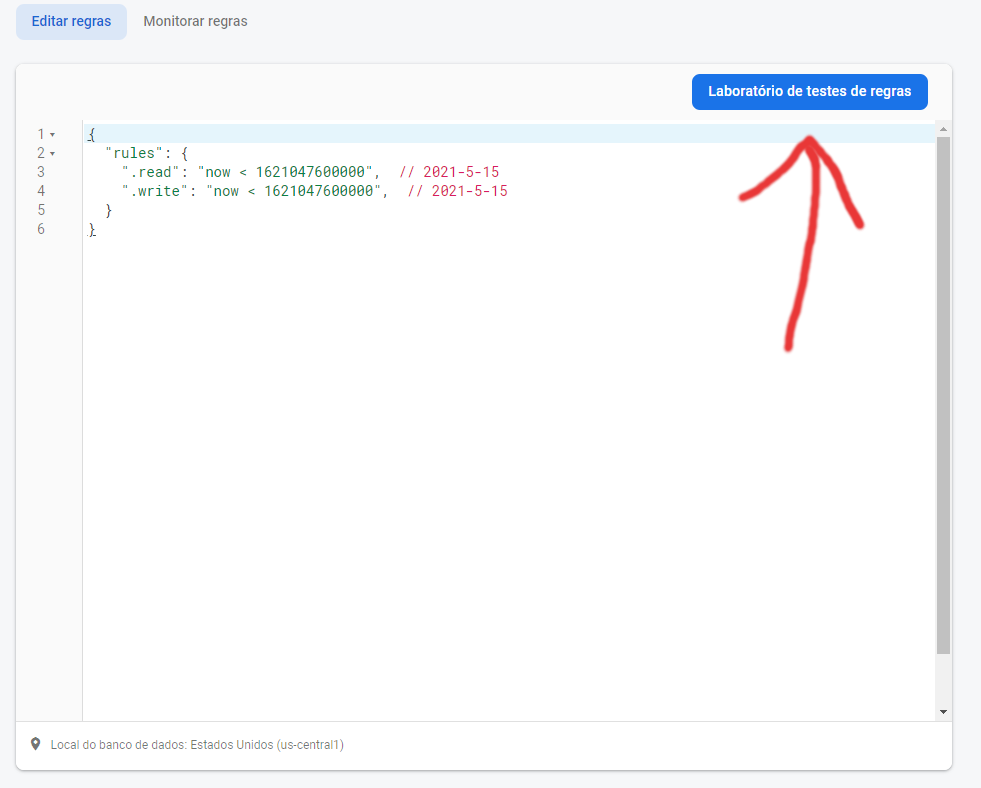 Editar regras Monitorar regras
Laboratório de testes de regras
1 {
2 "rules": {
3 ".read": "now < 1621047600000", // 2021-5-15
4 ".write": "now < 1621047600000", // 2021-5-15
5 }
6 }
Local do banco de dados: Estados Unidos (us-central1)